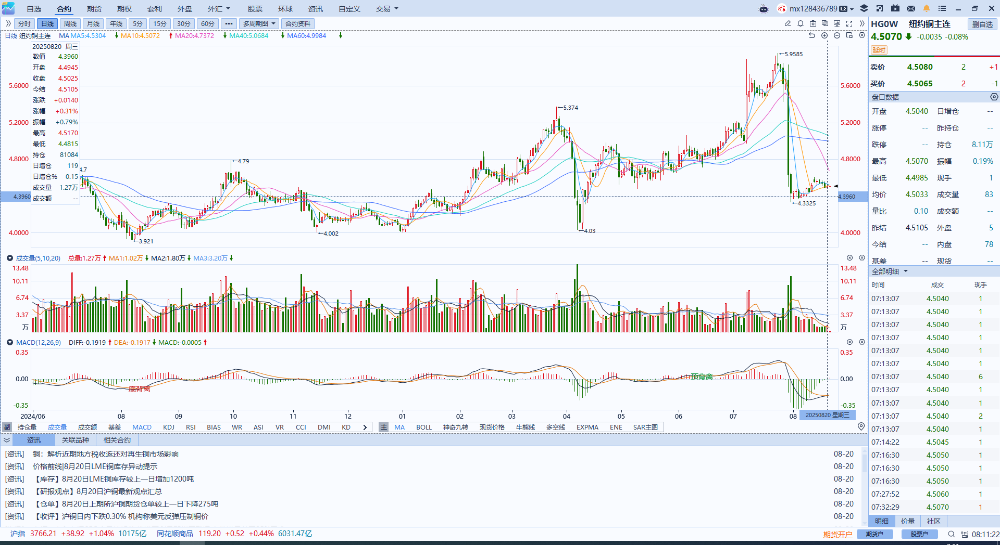 自选 合约 期货 期权 套利 外盘 外汇 股票 环球 资讯 自定义 交易 mx128436789 L2
分时 日线 周线 月线 年线 5分 15分 30分 60分 ••• 多周期图 合约资料
日线 纽约铜主连 MA MA5:4.5304 MA10:4.5072 MA20:4.7372 MA40:5.0684 MA60:4.9984
20250820 周三
数值 4.3960
开盘 4.4945
收盘 4.5025
今结 4.5105
涨跌 +0.0140
涨幅 +0.31%
振幅 +0.79%
最高 4.5170
最低 4.4815
持仓 81084
日增仓 119
日增仓% 0.15
成交量 1.27万
成交额 --
5.6000 5.6000
5.2000 5.2000
4.8000 4.8000
4.3960 4.3960
4.0000 4.0000
5.9585
5.374
4.79
4.7
4.3325
4.03
4.002
3.921
成交量(5,10,20) 总量:1.27万 MA1:1.02万 MA2:1.80万 MA3:3.20万
13.48 13.48
10.11 10.11
6.74 6.74
3.37 3.37
万 万
MACD(12,26,9) DIFF:-0.1919 DEA:-0.1917 MACD:-0.0005
0.35 0.35
0.00 0.00
-0.35 -0.35
底背离
顶背离
2024/06 08 09 10 11 12 01 02 03 04 05 06 07 08 20250820 星期三
副 持仓量 成交量 成交额 基差 MACD KDJ RSI BIAS WR ASI VR CCI DMI KD 主 MA BOLL 神奇九转 现货价格 牛熊线 多空线 EXPMA ENE SAR主图
资讯 关联品种 相关合约
[资讯] 铜：解析近期地方税收返还对再生铜市场影响 08-20
[资讯] 价格前线|8月20日LME铜库存异动提示 08-20
[资讯] 【库存】8月20日LME铜库存较上一日增加1200吨 08-20
[资讯] 【研报观点】8月20日沪铜最新观点汇总 08-20
[资讯] 【仓单】8月20日上期所沪铜期货仓单较上一日下降275吨 08-20
[资讯] 【收评】沪铜日内下跌0.30% 机构称美元反弹压制铜价 08-20
HG0W 纽约铜主连 删自选
4.5070 -0.0035 -0.08%
延时
卖价 4.5080 2 +1
买价 4.5065 2 -1
盘口数据
开盘 4.5040 日增仓 --
涨停 -- 昨持仓 --
跌停 -- 持仓 8.11万
最高 4.5070 振幅 0.19%
最低 4.4985 现手 1
均价 4.5033 成交量 83
量比 0.10 成交额 --
昨结 4.5105 外盘 5
今结 -- 内盘 78
基差 -- 现货 --
全部明细
时间 成交 现手
07:13:07 4.5040 1
07:13:07 4.5040 1
07:13:07 4.5040 1
07:13:07 4.5040 1
07:13:07 4.5040 1
07:13:07 4.5040 1
07:13:07 4.5040 6
07:13:07 4.5040 1
07:13:07 4.5040 1
07:13:07 4.5040 2
07:13:07 4.5040 1
07:14:22 4.5045 1
07:16:30 4.5050 1
07:16:30 4.5050 1
07:16:30 4.5050 1
07:27:52 4.5060 1
07:32:29 4.5070 1
明细 价量 社区
沪指 3766.21 +38.92 +1.04% 10175亿 同花顺商品 119.20 +0.52 +0.44% 6031.47亿 期货开户 期货户 股票户 08:11:22